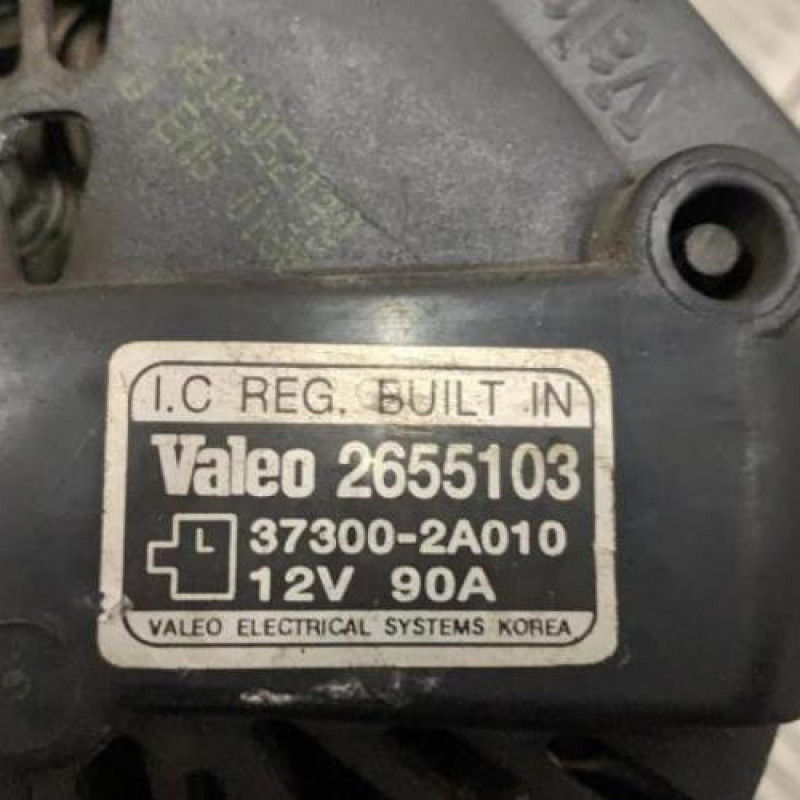 I.C REG. BUILT IN
Valeo 2655103
L 37300-2A010
12V 90A
VALEO ELECTRICAL SYSTEMS KOREA